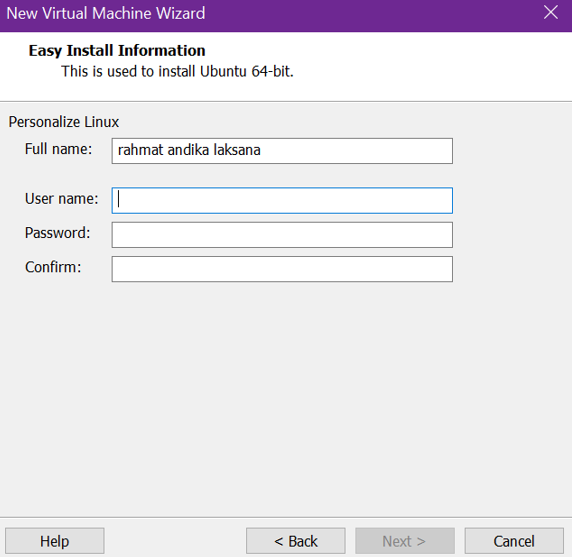 New Virtual Machine Wizard
Easy Install Information
This is used to install Ubuntu 64-bit.
Personalize Linux
Full name: rahmat andika laksana
User name:
Password:
Confirm:
Help < Back Next > Cancel